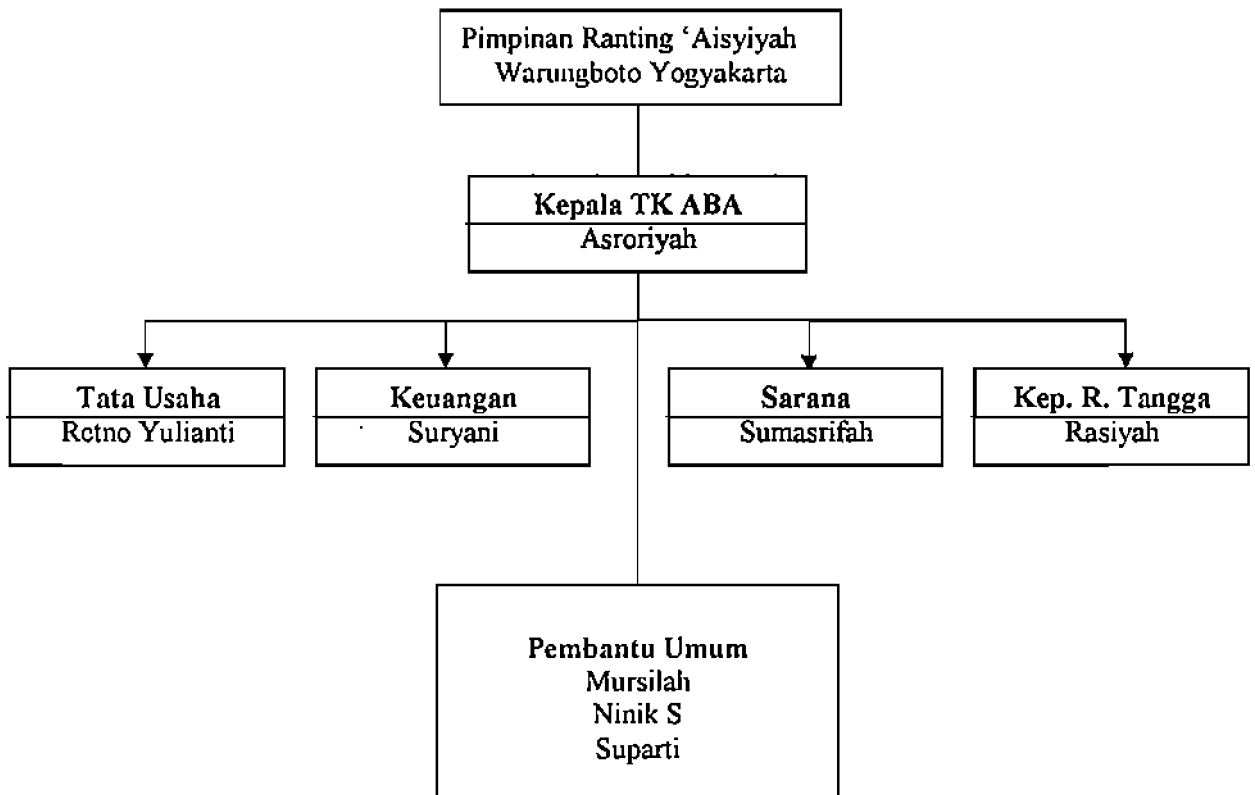 Pimpinan Ranting ‘Aisyiyah
Warungboto Yogyakarta
Kepala TK ABA
Asroriyah
Tata Usaha
Retno Yulianti
Keuangan
Suryani
Sarana
Sumasrifah
Kep. R. Tangga
Rasiyah
Pembantu Umum
Mursilah
Ninik S
Suparti